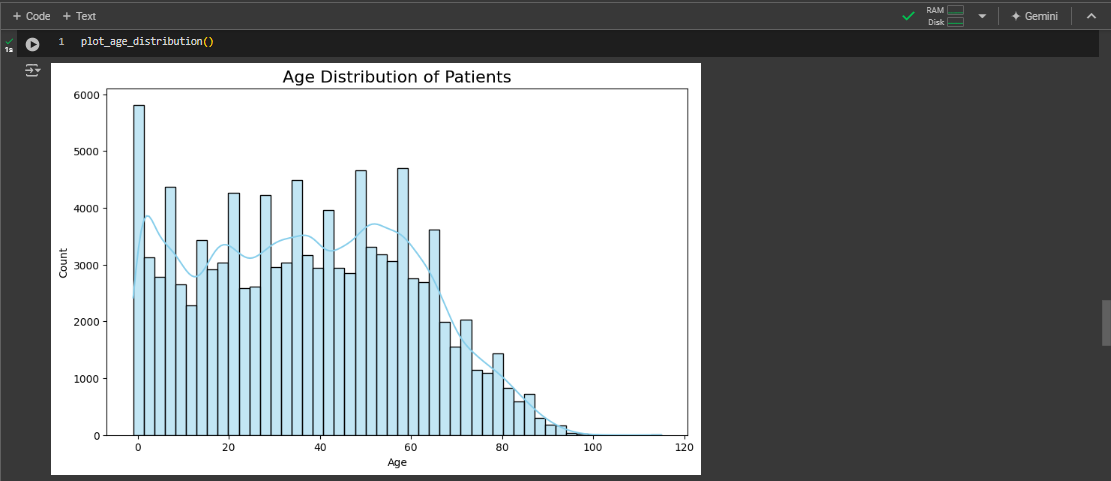 + Code + Text
RAM
Disk
Gemini
1s
1 plot_age_distribution()
Age Distribution of Patients
6000
5000
4000
3000
2000
1000
0
Count
0 20 40 60 80 100 120
Age